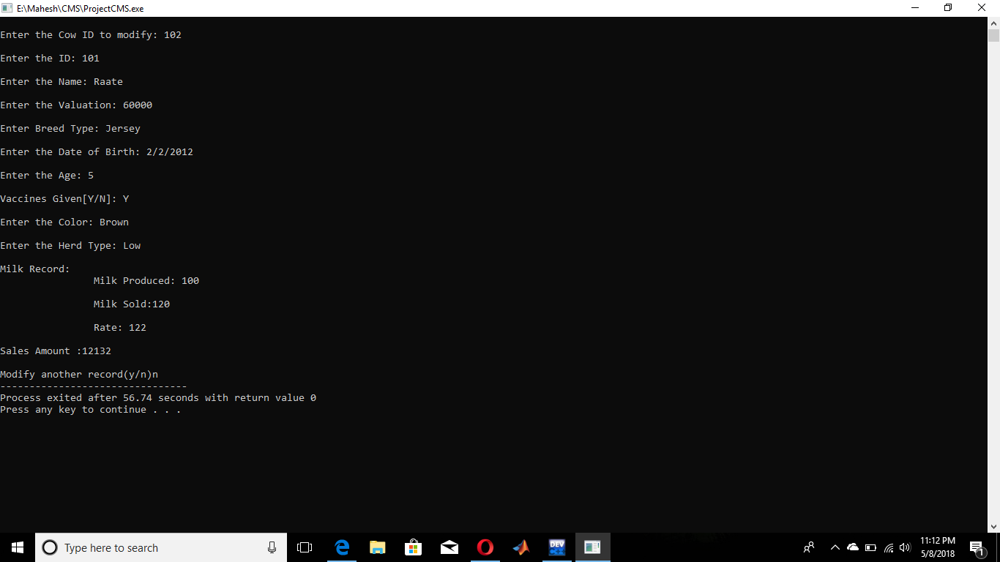 E:\Mahesh\CMS\ProjectCMS.exe
Enter the Cow ID to modify: 102
Enter the ID: 101
Enter the Name: Raate
Enter the Valuation: 60000
Enter Breed Type: Jersey
Enter the Date of Birth: 2/2/2012
Enter the Age: 5
Vaccines Given[Y/N]: Y
Enter the Color: Brown
Enter the Herd Type: Low
Milk Record:
Milk Produced: 100
Milk Sold:120
Rate: 122
Sales Amount :12132
Modify another record(y/n)n
--------------------------------
Process exited after 56.74 seconds with return value 0
Press any key to continue . . .
Type here to search
DEV
11:12 PM
5/8/2018
1